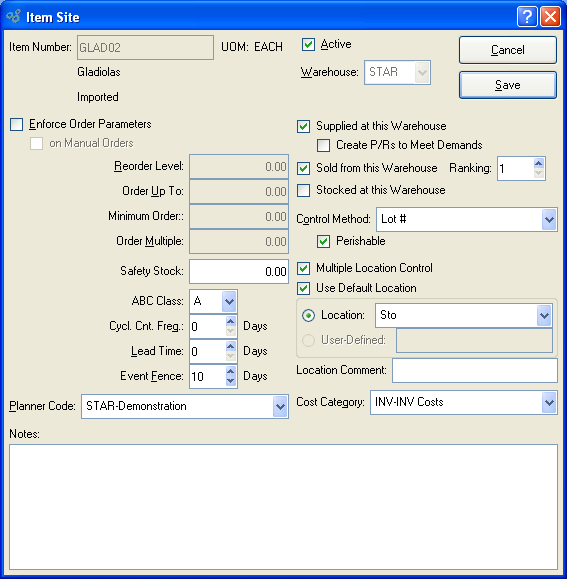 Item Site
Item Number: GLAD02 UOM: EACH
Active
Cancel
Gladiolas
Warehouse: STAR
Save
Imported
Enforce Order Parameters
on Manual Orders
Reorder Level: 0.00
Order Up To: 0.00
Minimum Order:: 0.00
Order Multiple: 0.00
Safety Stock: 0.00
ABC Class: A
Cycl. Cnt. Freg.: 0 Days
Lead Time: 0 Days
Event Fence: 10 Days
Planner Code: STAR-Demonstration
Supplied at this Warehouse
Create P/Rs to Meet Demands
Sold from this Warehouse Ranking: 1
Stocked at this Warehouse
Control Method: Lot #
Perishable
Multiple Location Control
Use Default Location
Location: Sto
User-Defined:
Location Comment:
Cost Category: INV-INV Costs
Notes: